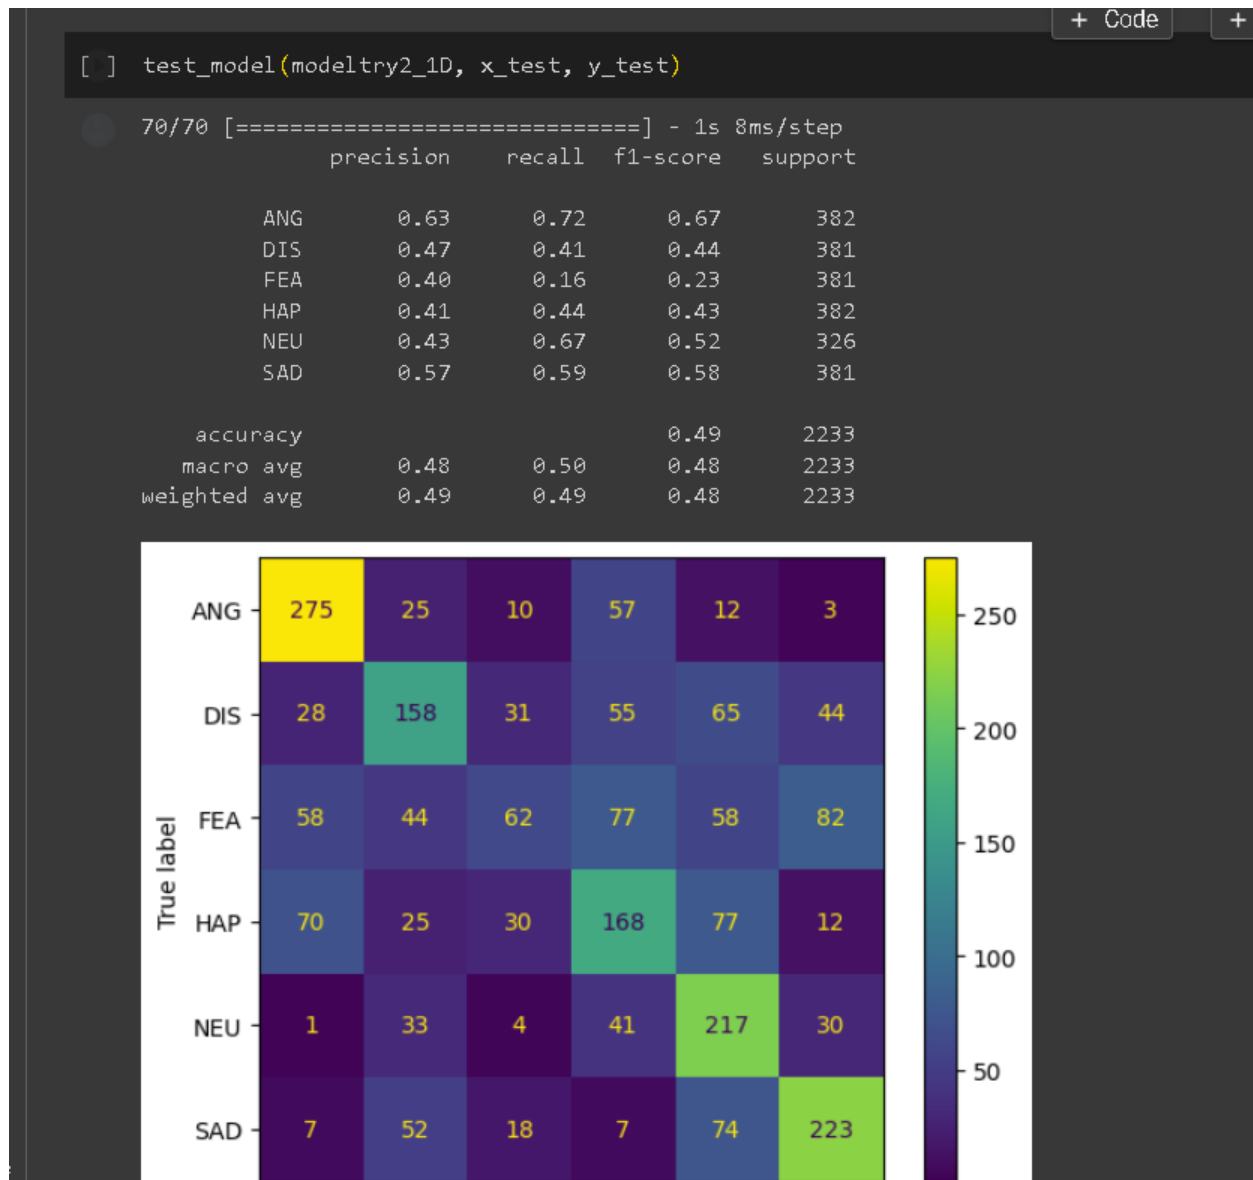 + Code +
[ ] test_model(modeltry2_1D, x_test, y_test)
70/70 [==============================] - 1s 8ms/step
precision recall f1-score support
ANG 0.63 0.72 0.67 382
DIS 0.47 0.41 0.44 381
FEA 0.40 0.16 0.23 381
HAP 0.41 0.44 0.43 382
NEU 0.43 0.67 0.52 326
SAD 0.57 0.59 0.58 381
accuracy 0.49 2233
macro avg 0.48 0.50 0.48 2233
weighted avg 0.49 0.49 0.48 2233
True label
ANG 275 25 10 57 12 3
DIS 28 158 31 55 65 44
FEA 58 44 62 77 58 82
HAP 70 25 30 168 77 12
NEU 1 33 4 41 217 30
SAD 7 52 18 7 74 223
250
200
150
100
50